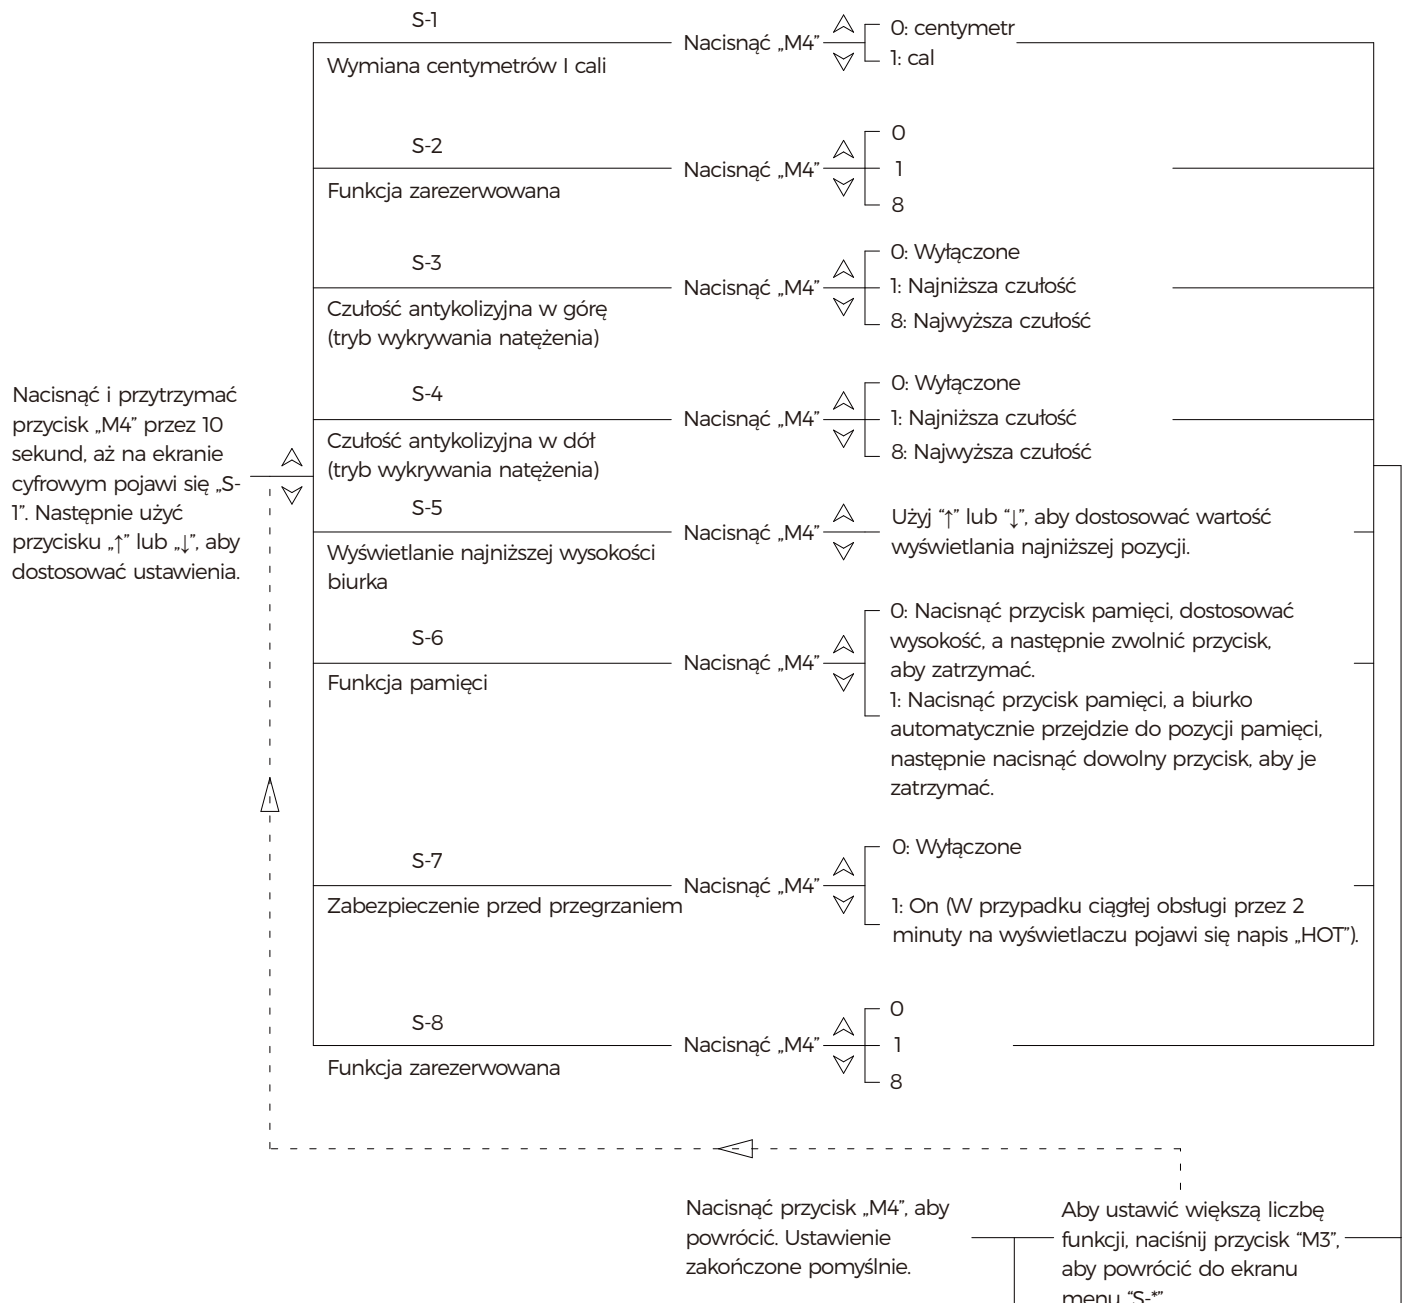 Nacisnąć i przytrzymać
przycisk „M4” przez 10
sekund, aż na ekranie
cyfrowym pojawi się „S-
1”. Następnie użyć
przycisku „↑” lub „↓”, aby
dostosować ustawienia.
S-1
Wymiana centymetrów I cali
Nacisnąć „M4”
0: centymetr
1: cal
S-2
Funkcja zarezerwowana
Nacisnąć „M4”
0
1
8
S-3
Czułość antykolizyjna w górę
(tryb wykrywania natężenia)
Nacisnąć „M4”
0: Wyłączone
1: Najniższa czułość
8: Najwyższa czułość
S-4
Czułość antykolizyjna w dół
(tryb wykrywania natężenia)
Nacisnąć „M4”
0: Wyłączone
1: Najniższa czułość
8: Najwyższa czułość
S-5
Wyświetlanie najniższej wysokości
biurka
Nacisnąć „M4”
Użyj “↑” lub “↓”, aby dostosować wartość
wyświetlania najniższej pozycji.
S-6
Funkcja pamięci
Nacisnąć „M4”
0: Nacisnąć przycisk pamięci, dostosować
wysokość, a następnie zwolnić przycisk,
aby zatrzymać.
1: Nacisnąć przycisk pamięci, a biurko
automatycznie przejdzie do pozycji pamięci,
następnie nacisnąć dowolny przycisk, aby je
zatrzymać.
S-7
Zabezpieczenie przed przegrzaniem
Nacisnąć „M4”
0: Wyłączone
1: On (W przypadku ciągłej obsługi przez 2
minuty na wyświetlaczu pojawi się napis „HOT”).
S-8
Funkcja zarezerwowana
Nacisnąć „M4”
0
1
8
Nacisnąć przycisk „M4”, aby
powrócić. Ustawienie
zakończone pomyślnie.
Aby ustawić większą liczbę
funkcji, naciśnij przycisk “M3”,
aby powrócić do ekranu
menu “S-*”